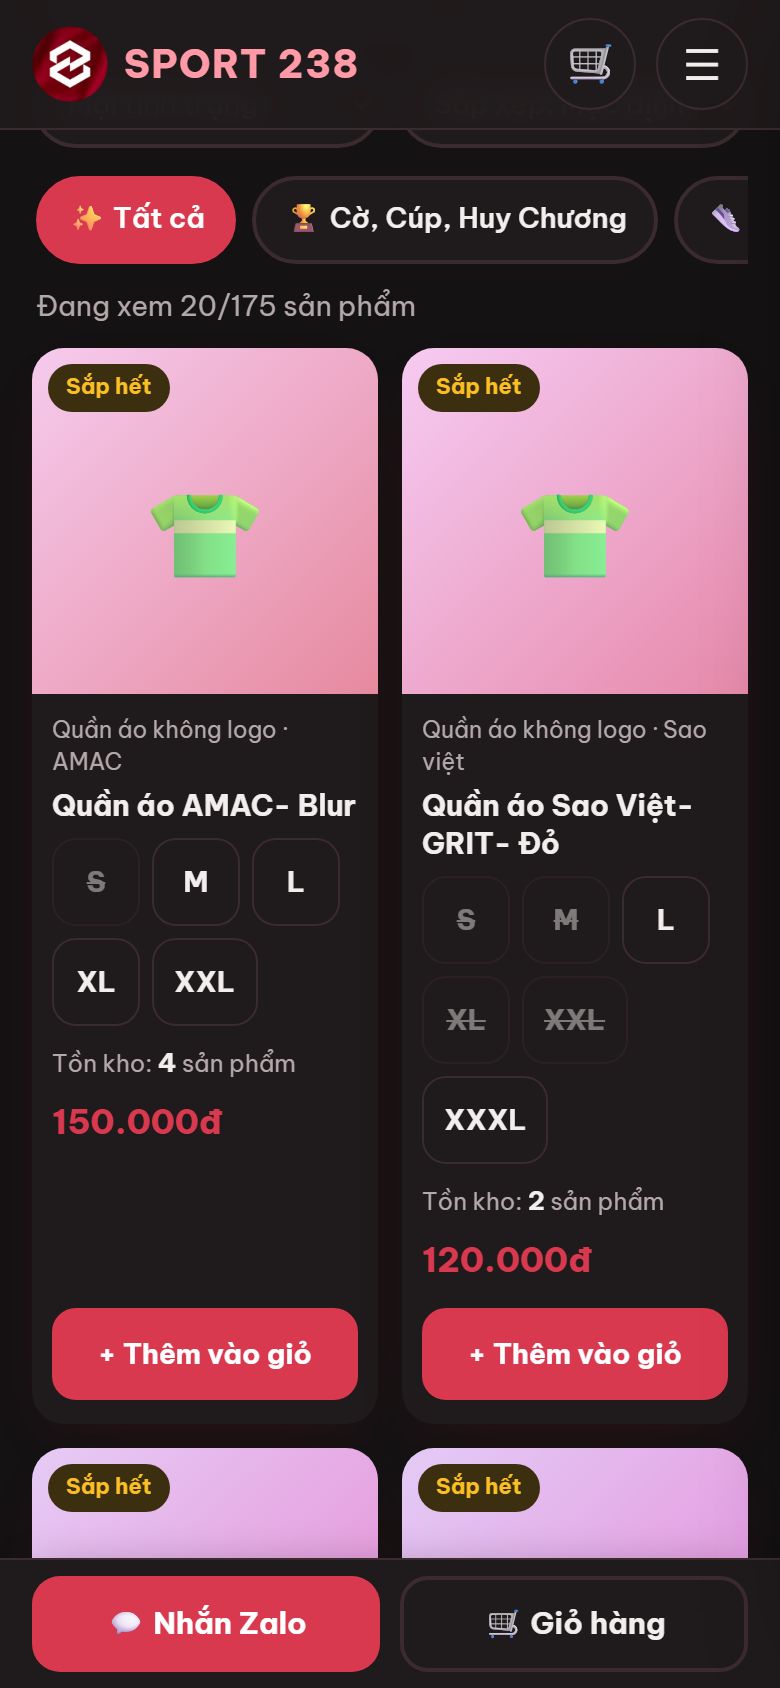 SPORT 238
Tất cả
Cờ, Cúp, Huy Chương
Đang xem 20/175 sản phẩm
Sắp hết
Quần áo không logo ·
AMAC
Quần áo AMAC- Blur
S M L
XL XXL
Tồn kho: 4 sản phẩm
150.000đ
+ Thêm vào giỏ
Sắp hết
Quần áo không logo · Sao
việt
Quần áo Sao Việt-
GRIT- Đỏ
S M L
XL XXL
XXXL
Tồn kho: 2 sản phẩm
120.000đ
+ Thêm vào giỏ
Sắp hết
Sắp hết
Nhắn Zalo
Giỏ hàng